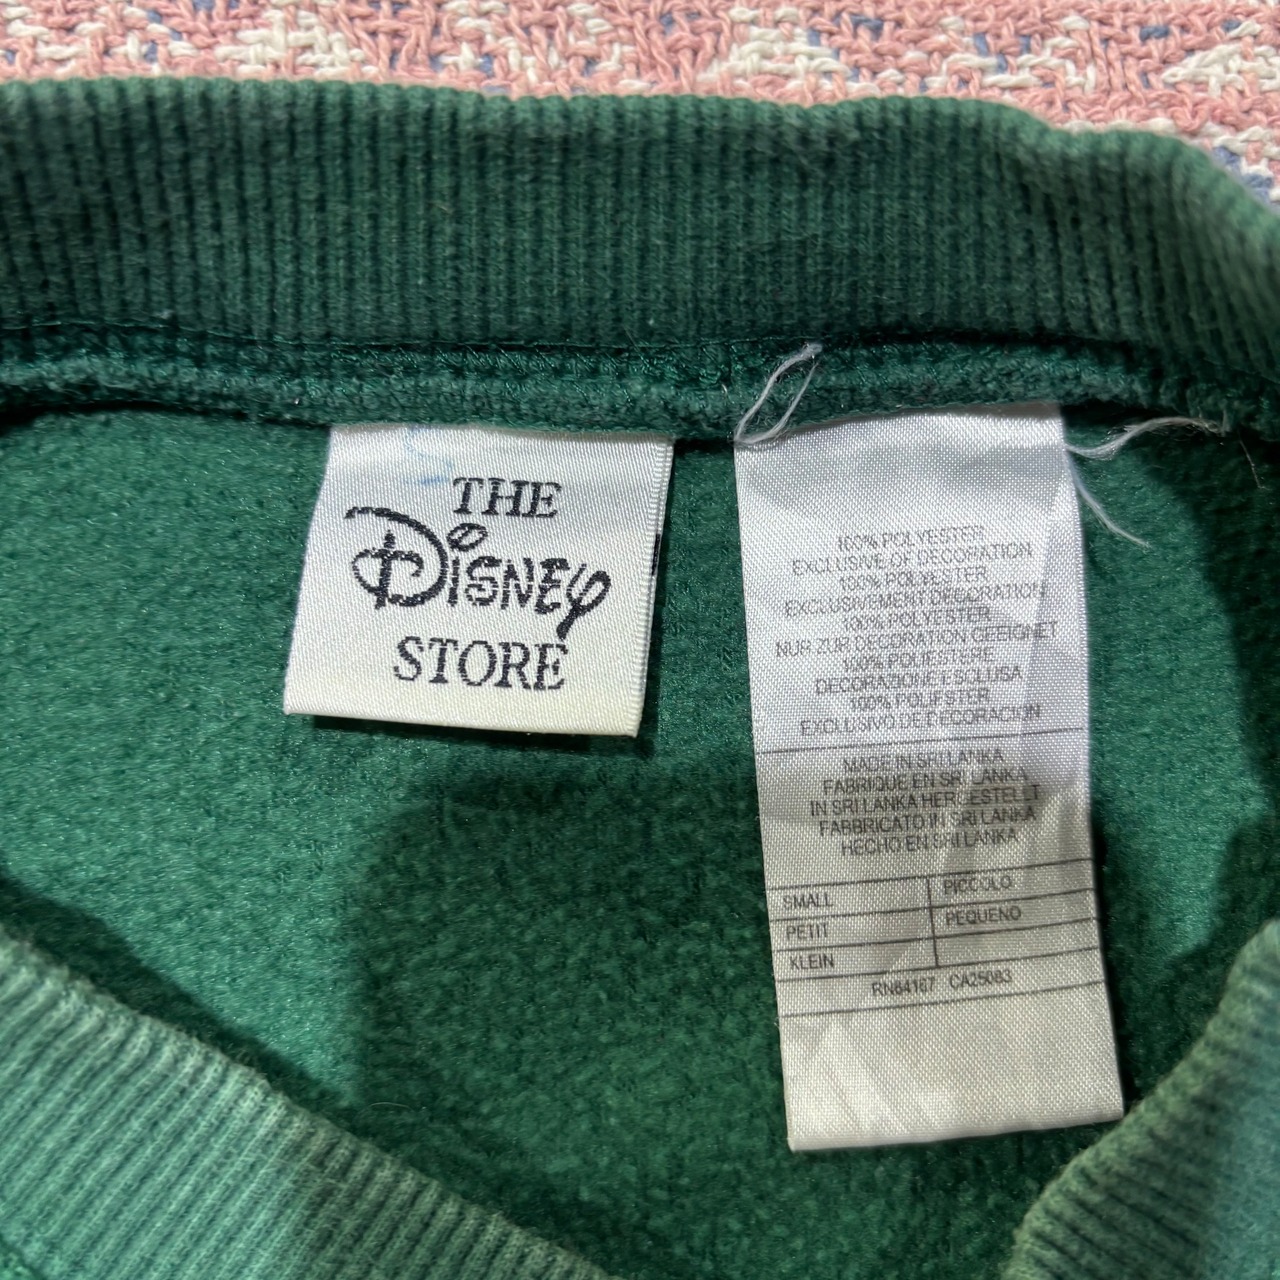 THE
DISNEY
STORE
100% POLYESTER
EXCLUSIVE OF DECORATION
100% POLYESTER
EXCLUSIVEMENT DECORATION
100% POLYESTER
NUR ZUR DECORATION GEEIGNET
100% POLIESTERE
DECORAZIONE ESCLUSA
100% POLIESTER
EXCLUSIVO DE DECORACION
MADE IN SRI LANKA
FABRIQUE EN SRI LANKA
IN SRI LANKA HERGESTELLT
FABBRICATO IN SRI LANKA
HECHO EN SRI LANKA
SMALL PICCOLO
PETIT PEQUENO
KLEIN
RN84167 CA25083